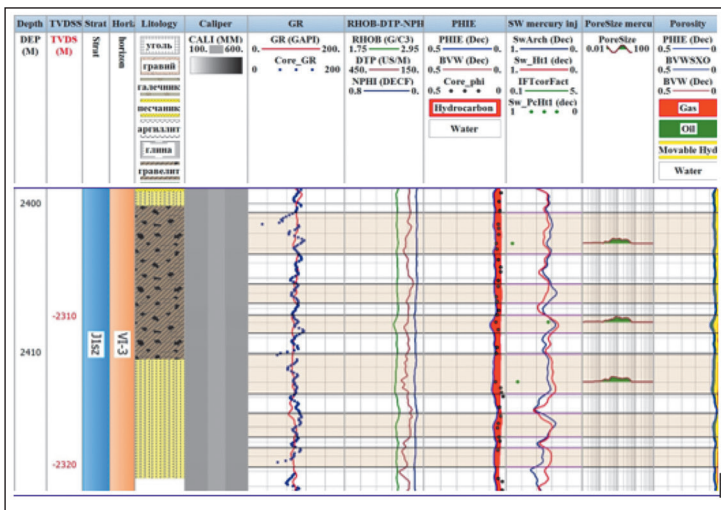 Depth TVDSS Strat Hori: Litology Caliper GR RHOB-DTP-NPH PHIE SW mercury inj PoreSize mercu Porosity
DEP
(M)
TVDS
(M)
Strat
horizon
уголь
гравий
галечник
песчаник
аргиллит
глина
гравелит
CALI (MM)
100. 600.
GR (GAPI)
0. 200.
Core_GR
0 200
RHOB (G/C3)
1.75 2.95
DTP (US/M)
450. 150.
NPHI (DECF)
0.8 0.
PHIE (Dec)
0.5 0.
BVW (Dec)
0.5 0.
Core_phi
0.5 0
Hydrocarbon
Water
SwArch (Dec)
1. 0.
Sw_Ht1 (dec)
1. 0.
IFTcorFact
0.1 5.
Sw_PcHt1 (dec)
1 0
PoreSize
0.01 100
PHIE (Dec)
0.5 0.
BVWSXO
0.5 0.
BVW (Dec)
0.5 0.
Gas
Oil
Movable Hyd
Water
2400
-2310
J1sz
VI-3
2410
-2320